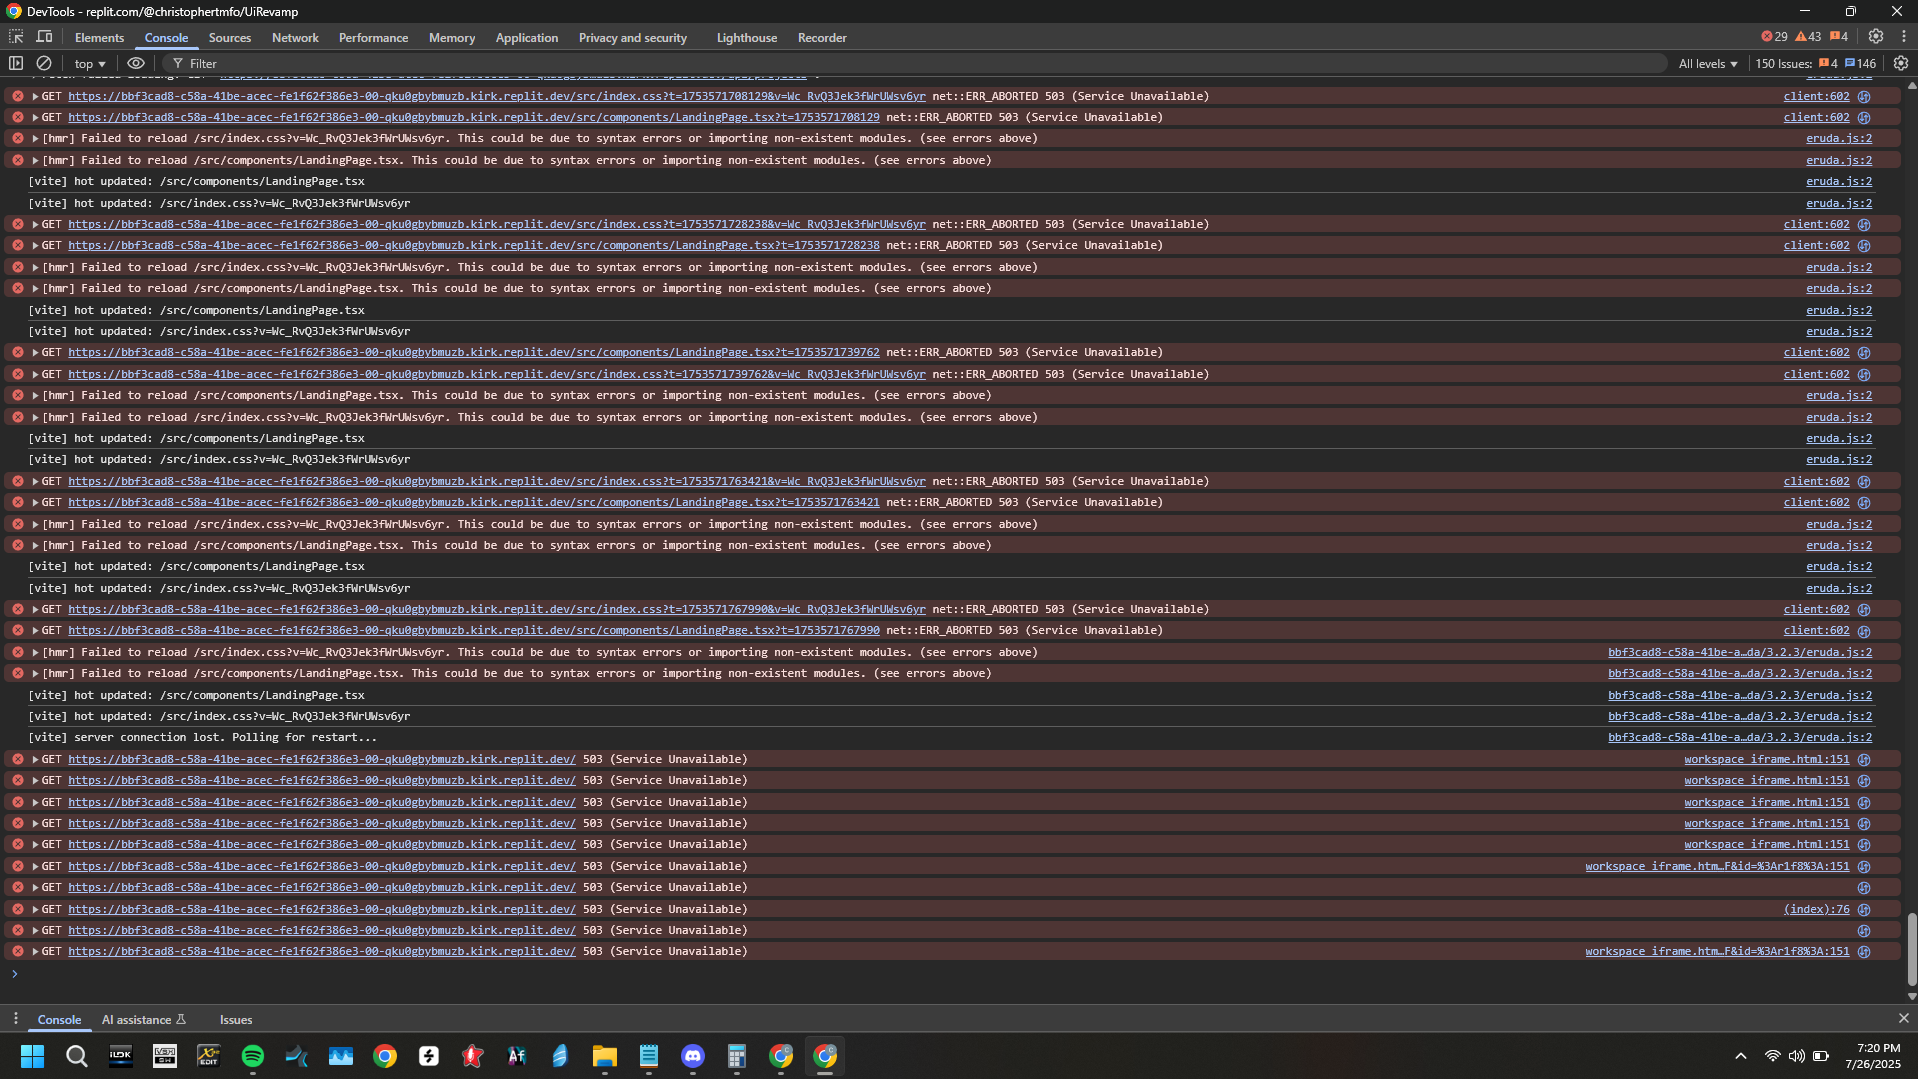 DevTools - replit.com/@christophertmfo/UiRevamp
Elements Console Sources Network Performance Memory Application Privacy and security Lighthouse Recorder 29 43 4
top Filter All levels 150 Issues: 4 146
GET https://bbf3cad8-c58a-41be-acec-fe1f62f386e3-00-qku0gbybmuzb.kirk.replit.dev/src/index.css?t=1753571708129&v=Wc_RvQ3Jek3fWrUWsv6yr net::ERR_ABORTED 503 (Service Unavailable) client:602
GET https://bbf3cad8-c58a-41be-acec-fe1f62f386e3-00-qku0gbybmuzb.kirk.replit.dev/src/components/LandingPage.tsx?t=1753571708129 net::ERR_ABORTED 503 (Service Unavailable) client:602
[hmr] Failed to reload /src/index.css?v=Wc_RvQ3Jek3fWrUWsv6yr. This could be due to syntax errors or importing non-existent modules. (see errors above) eruda.js:2
[hmr] Failed to reload /src/components/LandingPage.tsx. This could be due to syntax errors or importing non-existent modules. (see errors above) eruda.js:2
[vite] hot updated: /src/components/LandingPage.tsx eruda.js:2
[vite] hot updated: /src/index.css?v=Wc_RvQ3Jek3fWrUWsv6yr eruda.js:2
GET https://bbf3cad8-c58a-41be-acec-fe1f62f386e3-00-qku0gbybmuzb.kirk.replit.dev/src/index.css?t=1753571728238&v=Wc_RvQ3Jek3fWrUWsv6yr net::ERR_ABORTED 503 (Service Unavailable) client:602
GET https://bbf3cad8-c58a-41be-acec-fe1f62f386e3-00-qku0gbybmuzb.kirk.replit.dev/src/components/LandingPage.tsx?t=1753571728238 net::ERR_ABORTED 503 (Service Unavailable) client:602
[hmr] Failed to reload /src/index.css?v=Wc_RvQ3Jek3fWrUWsv6yr. This could be due to syntax errors or importing non-existent modules. (see errors above) eruda.js:2
[hmr] Failed to reload /src/components/LandingPage.tsx. This could be due to syntax errors or importing non-existent modules. (see errors above) eruda.js:2
[vite] hot updated: /src/components/LandingPage.tsx eruda.js:2
[vite] hot updated: /src/index.css?v=Wc_RvQ3Jek3fWrUWsv6yr eruda.js:2
GET https://bbf3cad8-c58a-41be-acec-fe1f62f386e3-00-qku0gbybmuzb.kirk.replit.dev/src/components/LandingPage.tsx?t=1753571739762 net::ERR_ABORTED 503 (Service Unavailable) client:602
GET https://bbf3cad8-c58a-41be-acec-fe1f62f386e3-00-qku0gbybmuzb.kirk.replit.dev/src/index.css?t=1753571739762&v=Wc_RvQ3Jek3fWrUWsv6yr net::ERR_ABORTED 503 (Service Unavailable) client:602
[hmr] Failed to reload /src/components/LandingPage.tsx. This could be due to syntax errors or importing non-existent modules. (see errors above) eruda.js:2
[hmr] Failed to reload /src/index.css?v=Wc_RvQ3Jek3fWrUWsv6yr. This could be due to syntax errors or importing non-existent modules. (see errors above) eruda.js:2
[vite] hot updated: /src/components/LandingPage.tsx eruda.js:2
[vite] hot updated: /src/index.css?v=Wc_RvQ3Jek3fWrUWsv6yr eruda.js:2
GET https://bbf3cad8-c58a-41be-acec-fe1f62f386e3-00-qku0gbybmuzb.kirk.replit.dev/src/index.css?t=1753571763421&v=Wc_RvQ3Jek3fWrUWsv6yr net::ERR_ABORTED 503 (Service Unavailable) client:602
GET https://bbf3cad8-c58a-41be-acec-fe1f62f386e3-00-qku0gbybmuzb.kirk.replit.dev/src/components/LandingPage.tsx?t=1753571763421 net::ERR_ABORTED 503 (Service Unavailable) client:602
[hmr] Failed to reload /src/index.css?v=Wc_RvQ3Jek3fWrUWsv6yr. This could be due to syntax errors or importing non-existent modules. (see errors above) eruda.js:2
[hmr] Failed to reload /src/components/LandingPage.tsx. This could be due to syntax errors or importing non-existent modules. (see errors above) eruda.js:2
[vite] hot updated: /src/components/LandingPage.tsx eruda.js:2
[vite] hot updated: /src/index.css?v=Wc_RvQ3Jek3fWrUWsv6yr eruda.js:2
GET https://bbf3cad8-c58a-41be-acec-fe1f62f386e3-00-qku0gbybmuzb.kirk.replit.dev/src/index.css?t=1753571767990&v=Wc_RvQ3Jek3fWrUWsv6yr net::ERR_ABORTED 503 (Service Unavailable) client:602
GET https://bbf3cad8-c58a-41be-acec-fe1f62f386e3-00-qku0gbybmuzb.kirk.replit.dev/src/components/LandingPage.tsx?t=1753571767990 net::ERR_ABORTED 503 (Service Unavailable) client:602
[hmr] Failed to reload /src/index.css?v=Wc_RvQ3Jek3fWrUWsv6yr. This could be due to syntax errors or importing non-existent modules. (see errors above) bbf3cad8-c58a-41be-a…da/3.2.3/eruda.js:2
[hmr] Failed to reload /src/components/LandingPage.tsx. This could be due to syntax errors or importing non-existent modules. (see errors above) bbf3cad8-c58a-41be-a…da/3.2.3/eruda.js:2
[vite] hot updated: /src/components/LandingPage.tsx bbf3cad8-c58a-41be-a…da/3.2.3/eruda.js:2
[vite] hot updated: /src/index.css?v=Wc_RvQ3Jek3fWrUWsv6yr bbf3cad8-c58a-41be-a…da/3.2.3/eruda.js:2
[vite] server connection lost. Polling for restart... bbf3cad8-c58a-41be-a…da/3.2.3/eruda.js:2
GET https://bbf3cad8-c58a-41be-acec-fe1f62f386e3-00-qku0gbybmuzb.kirk.replit.dev/ 503 (Service Unavailable) workspace_iframe.html:151
GET https://bbf3cad8-c58a-41be-acec-fe1f62f386e3-00-qku0gbybmuzb.kirk.replit.dev/ 503 (Service Unavailable) workspace_iframe.html:151
GET https://bbf3cad8-c58a-41be-acec-fe1f62f386e3-00-qku0gbybmuzb.kirk.replit.dev/ 503 (Service Unavailable) workspace_iframe.html:151
GET https://bbf3cad8-c58a-41be-acec-fe1f62f386e3-00-qku0gbybmuzb.kirk.replit.dev/ 503 (Service Unavailable) workspace_iframe.html:151
GET https://bbf3cad8-c58a-41be-acec-fe1f62f386e3-00-qku0gbybmuzb.kirk.replit.dev/ 503 (Service Unavailable) workspace_iframe.html:151
GET https://bbf3cad8-c58a-41be-acec-fe1f62f386e3-00-qku0gbybmuzb.kirk.replit.dev/ 503 (Service Unavailable) workspace_iframe.htm…F&id=%3Ar1f8%3A:151
GET https://bbf3cad8-c58a-41be-acec-fe1f62f386e3-00-qku0gbybmuzb.kirk.replit.dev/ 503 (Service Unavailable)
GET https://bbf3cad8-c58a-41be-acec-fe1f62f386e3-00-qku0gbybmuzb.kirk.replit.dev/ 503 (Service Unavailable) (index):76
GET https://bbf3cad8-c58a-41be-acec-fe1f62f386e3-00-qku0gbybmuzb.kirk.replit.dev/ 503 (Service Unavailable)
GET https://bbf3cad8-c58a-41be-acec-fe1f62f386e3-00-qku0gbybmuzb.kirk.replit.dev/ 503 (Service Unavailable) workspace_iframe.htm…F&id=%3Ar1f8%3A:151
Console AI assistance Issues
EDIT Af
7:20 PM
7/26/2025